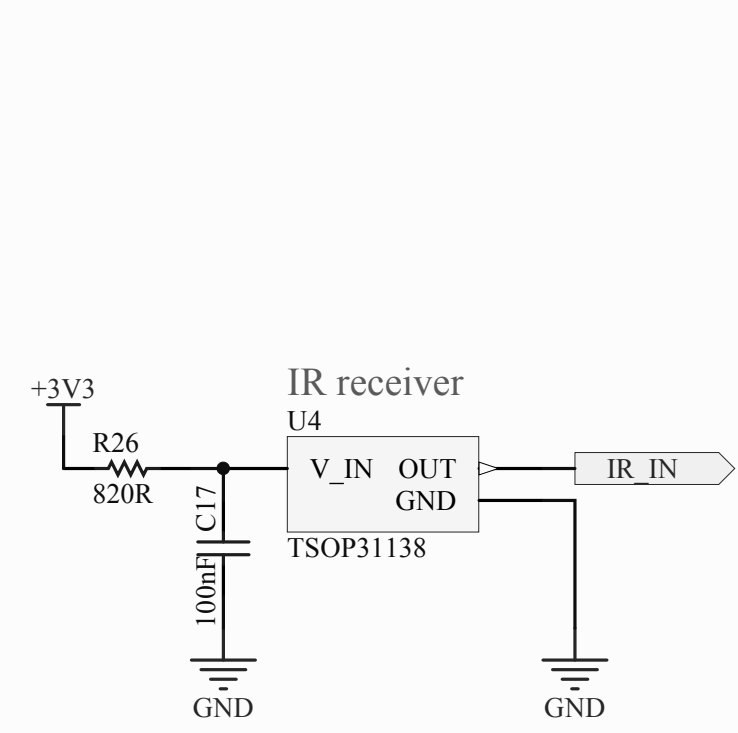 IR receiver
+3V3
U4
R26
V_IN OUT
IR_IN
820R
C17
GND
TSOP31138
100nF
GND
GND